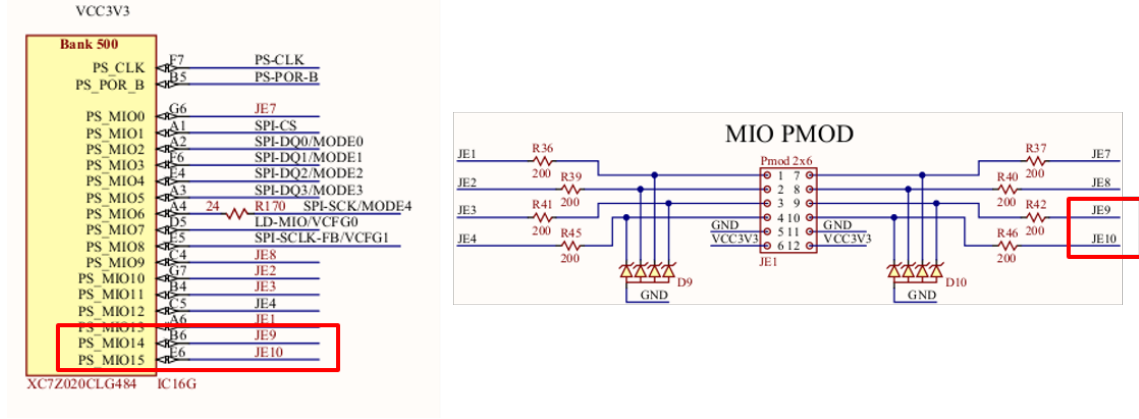 VCC3V3
Bank 500
PS_CLK F7 PS-CLK
PS_POR_B B5 PS-POR-B
PS_MIO0 G6 JE7
PS_MIO1 A1 SPI-CS
PS_MIO2 A2 SPI-DQ0/MODE0
PS_MIO3 F6 SPI-DQ1/MODE1
PS_MIO4 E4 SPI-DQ2/MODE2
PS_MIO5 A3 SPI-DQ3/MODE3
PS_MIO6 A4 24 R170 SPI-SCK/MODE4
PS_MIO7 D5 LD-MIO/VCFG0
PS_MIO8 E5 SPI-SCLK-FB/VCFG1
PS_MIO9 C4 JE8
PS_MIO10 G7 JE2
PS_MIO11 B4 JE3
PS_MIO12 C5 JE4
PS_MIO13 A6 JE1
PS_MIO14 B6 JE9
PS_MIO15 E6 JE10
XC7Z020CLG484 IC16G
MIO PMOD
JE1 R36 Pmod 2x6 R37 JE7
200 1 7 200
JE2 R39 2 8 R40 JE8
200 3 9 200
JE3 R41 4 10 R42 JE9
200 GND 5 11 GND 200
JE4 R45 VCC3V3 6 12 VCC3V3 R46 JE10
200 JE1 200
D9 D10
GND GND